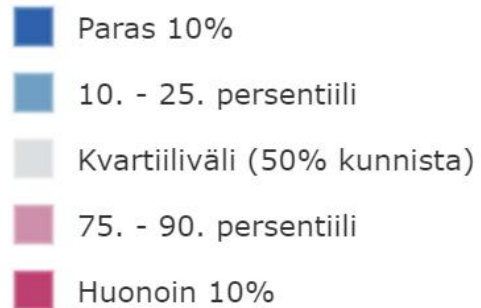 Paras 10%
10. - 25. persentiili
Kvartiiliväli (50% kunnista)
75. - 90. persentiili
Huonoin 10%